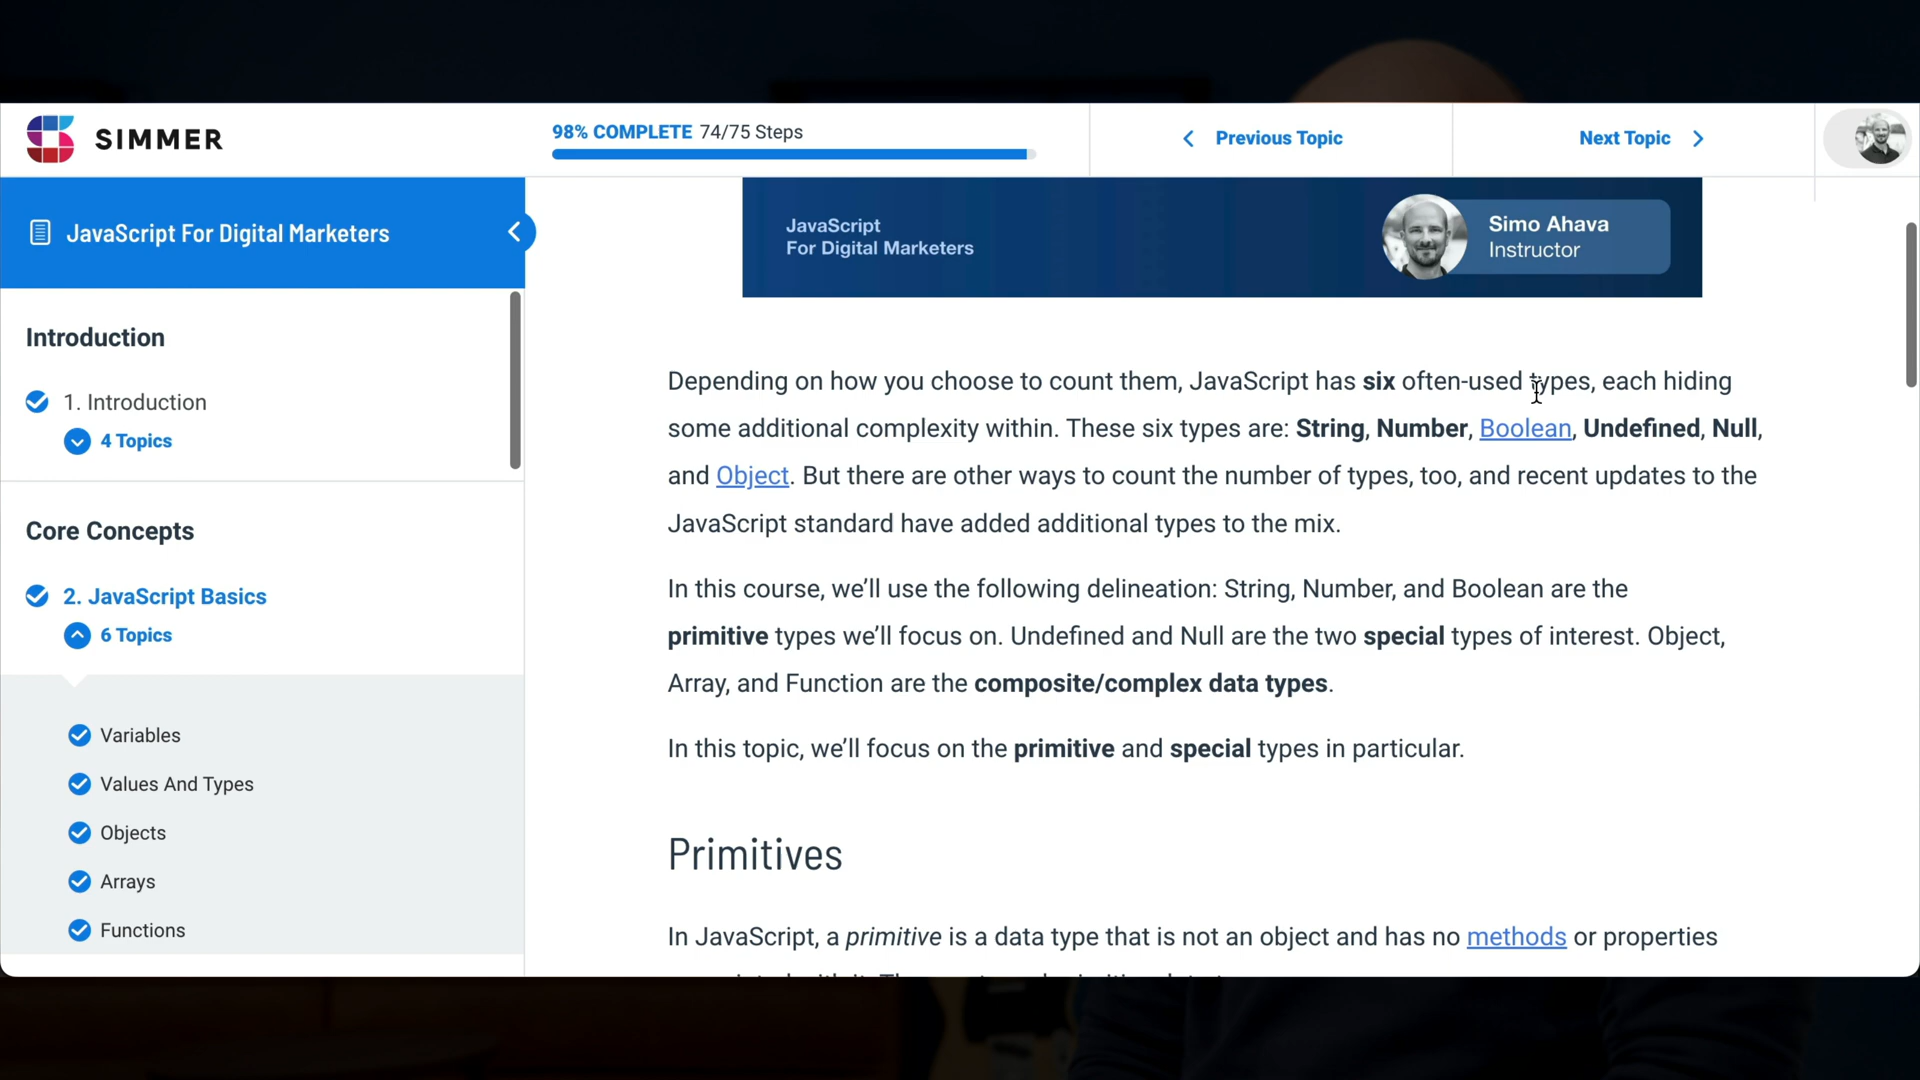 SIMMER
98% COMPLETE 74/75 Steps
Previous Topic
Next Topic
JavaScript For Digital Marketers
Introduction
1. Introduction
4 Topics
Core Concepts
2. JavaScript Basics
6 Topics
Variables
Values And Types
Objects
Arrays
Functions
JavaScript
For Digital Marketers
Simo Ahava
Instructor
Depending on how you choose to count them, JavaScript has six often-used types, each hiding
some additional complexity within. These six types are: String, Number, Boolean, Undefined, Null,
and Object. But there are other ways to count the number of types, too, and recent updates to the
JavaScript standard have added additional types to the mix.
In this course, we’ll use the following delineation: String, Number, and Boolean are the
primitive types we’ll focus on. Undefined and Null are the two special types of interest. Object,
Array, and Function are the composite/complex data types.
In this topic, we’ll focus on the primitive and special types in particular.
Primitives
In JavaScript, a primitive is a data type that is not an object and has no methods or properties